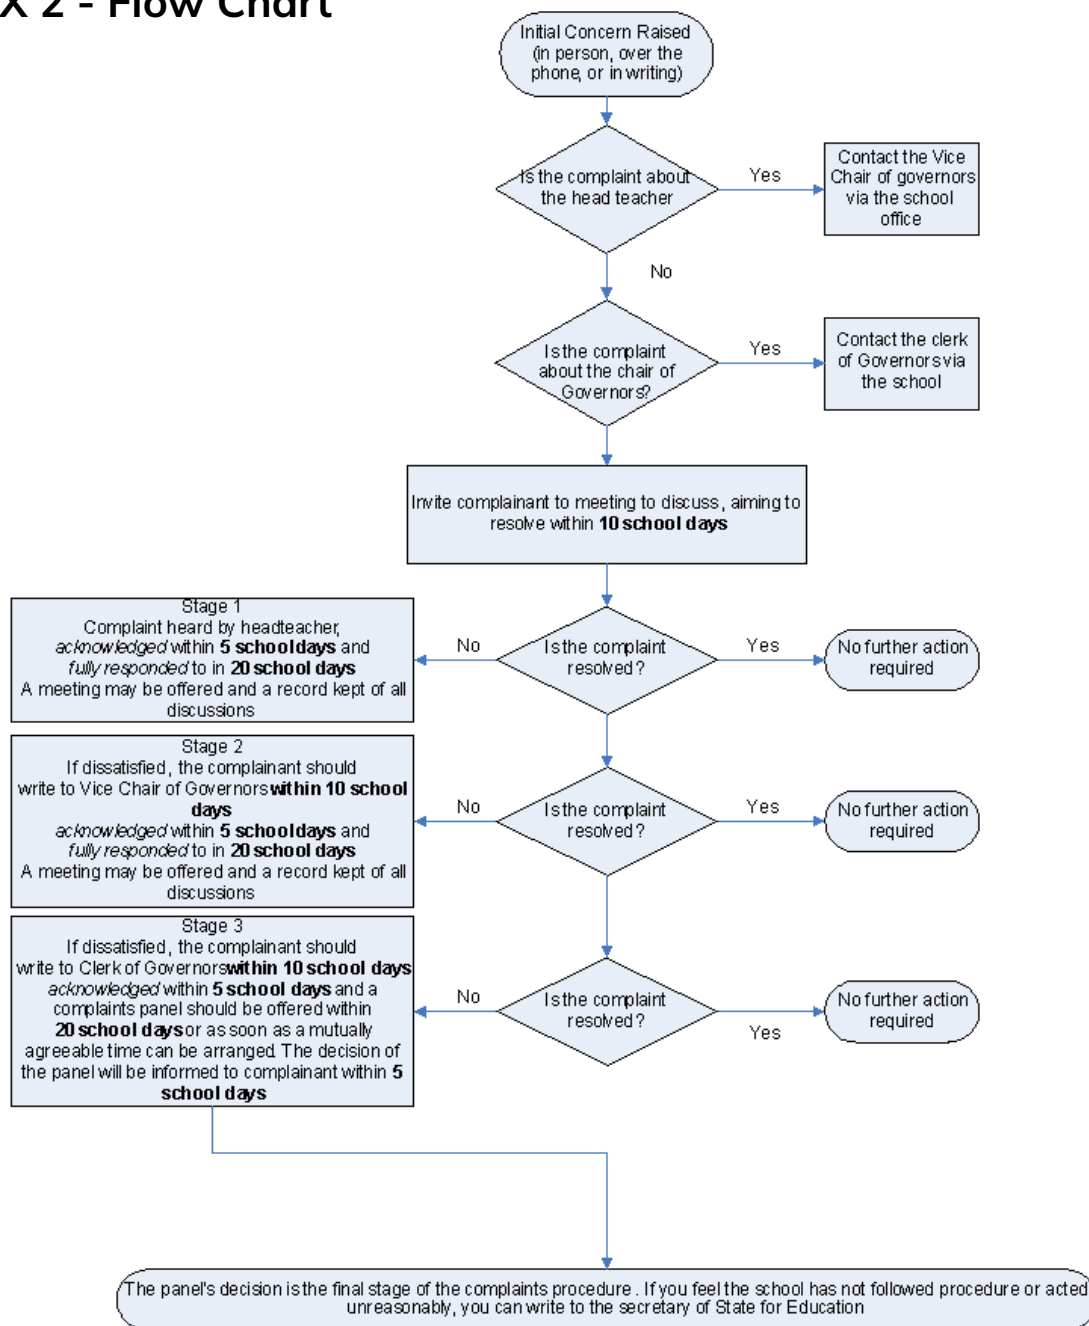 X 2 - Flow Chart
Initial Concern Raised
(in person, over the
phone, or in writing)
Is the complaint about
the head teacher
Yes
Contact the Vice
Chair of governors
via the school
office
No
Is the complaint
about the chair of
Governors?
Yes
Contact the clerk
of Governors via
the school
Invite complainant to meeting to discuss, aiming to
resolve within 10 school days
Stage 1
Complaint heard by headteacher,
acknowledged within 5 school days and
fully responded to in 20 school days
A meeting may be offered and a record kept of all
discussions
No
Is the complaint
resolved?
Yes
No further action
required
Stage 2
If dissatisfied, the complainant should
write to Vice Chair of Governors within 10 school
days
acknowledged within 5 school days and
fully responded to in 20 school days
A meeting may be offered and a record kept of all
discussions
No
Is the complaint
resolved?
Yes
No further action
required
Stage 3
If dissatisfied, the complainant should
write to Clerk of Governors within 10 school days
acknowledged within 5 school days and a
complaints panel should be offered within
20 school days or as soon as a mutually
agreeable time can be arranged. The decision of
the panel will be informed to complainant within 5
school days
No
Is the complaint
resolved?
Yes
No further action
required
The panel's decision is the final stage of the complaints procedure. If you feel the school has not followed procedure or acted
unreasonably, you can write to the secretary of State for Education